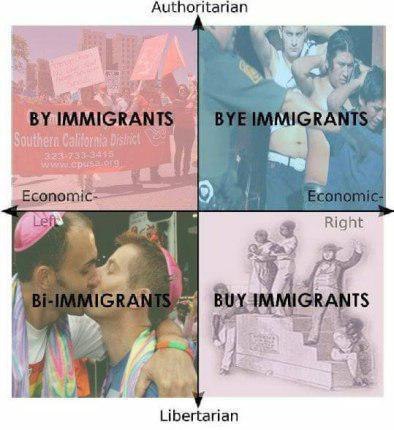 Authoritarian
BY IMMIGRANTS
BYE IMMIGRANTS
Southern California District
323-733-3415
www.cpusa.org
Economic-
Left
Economic-
Right
Bi-IMMIGRANTS
BUY IMMIGRANTS
Libertarian